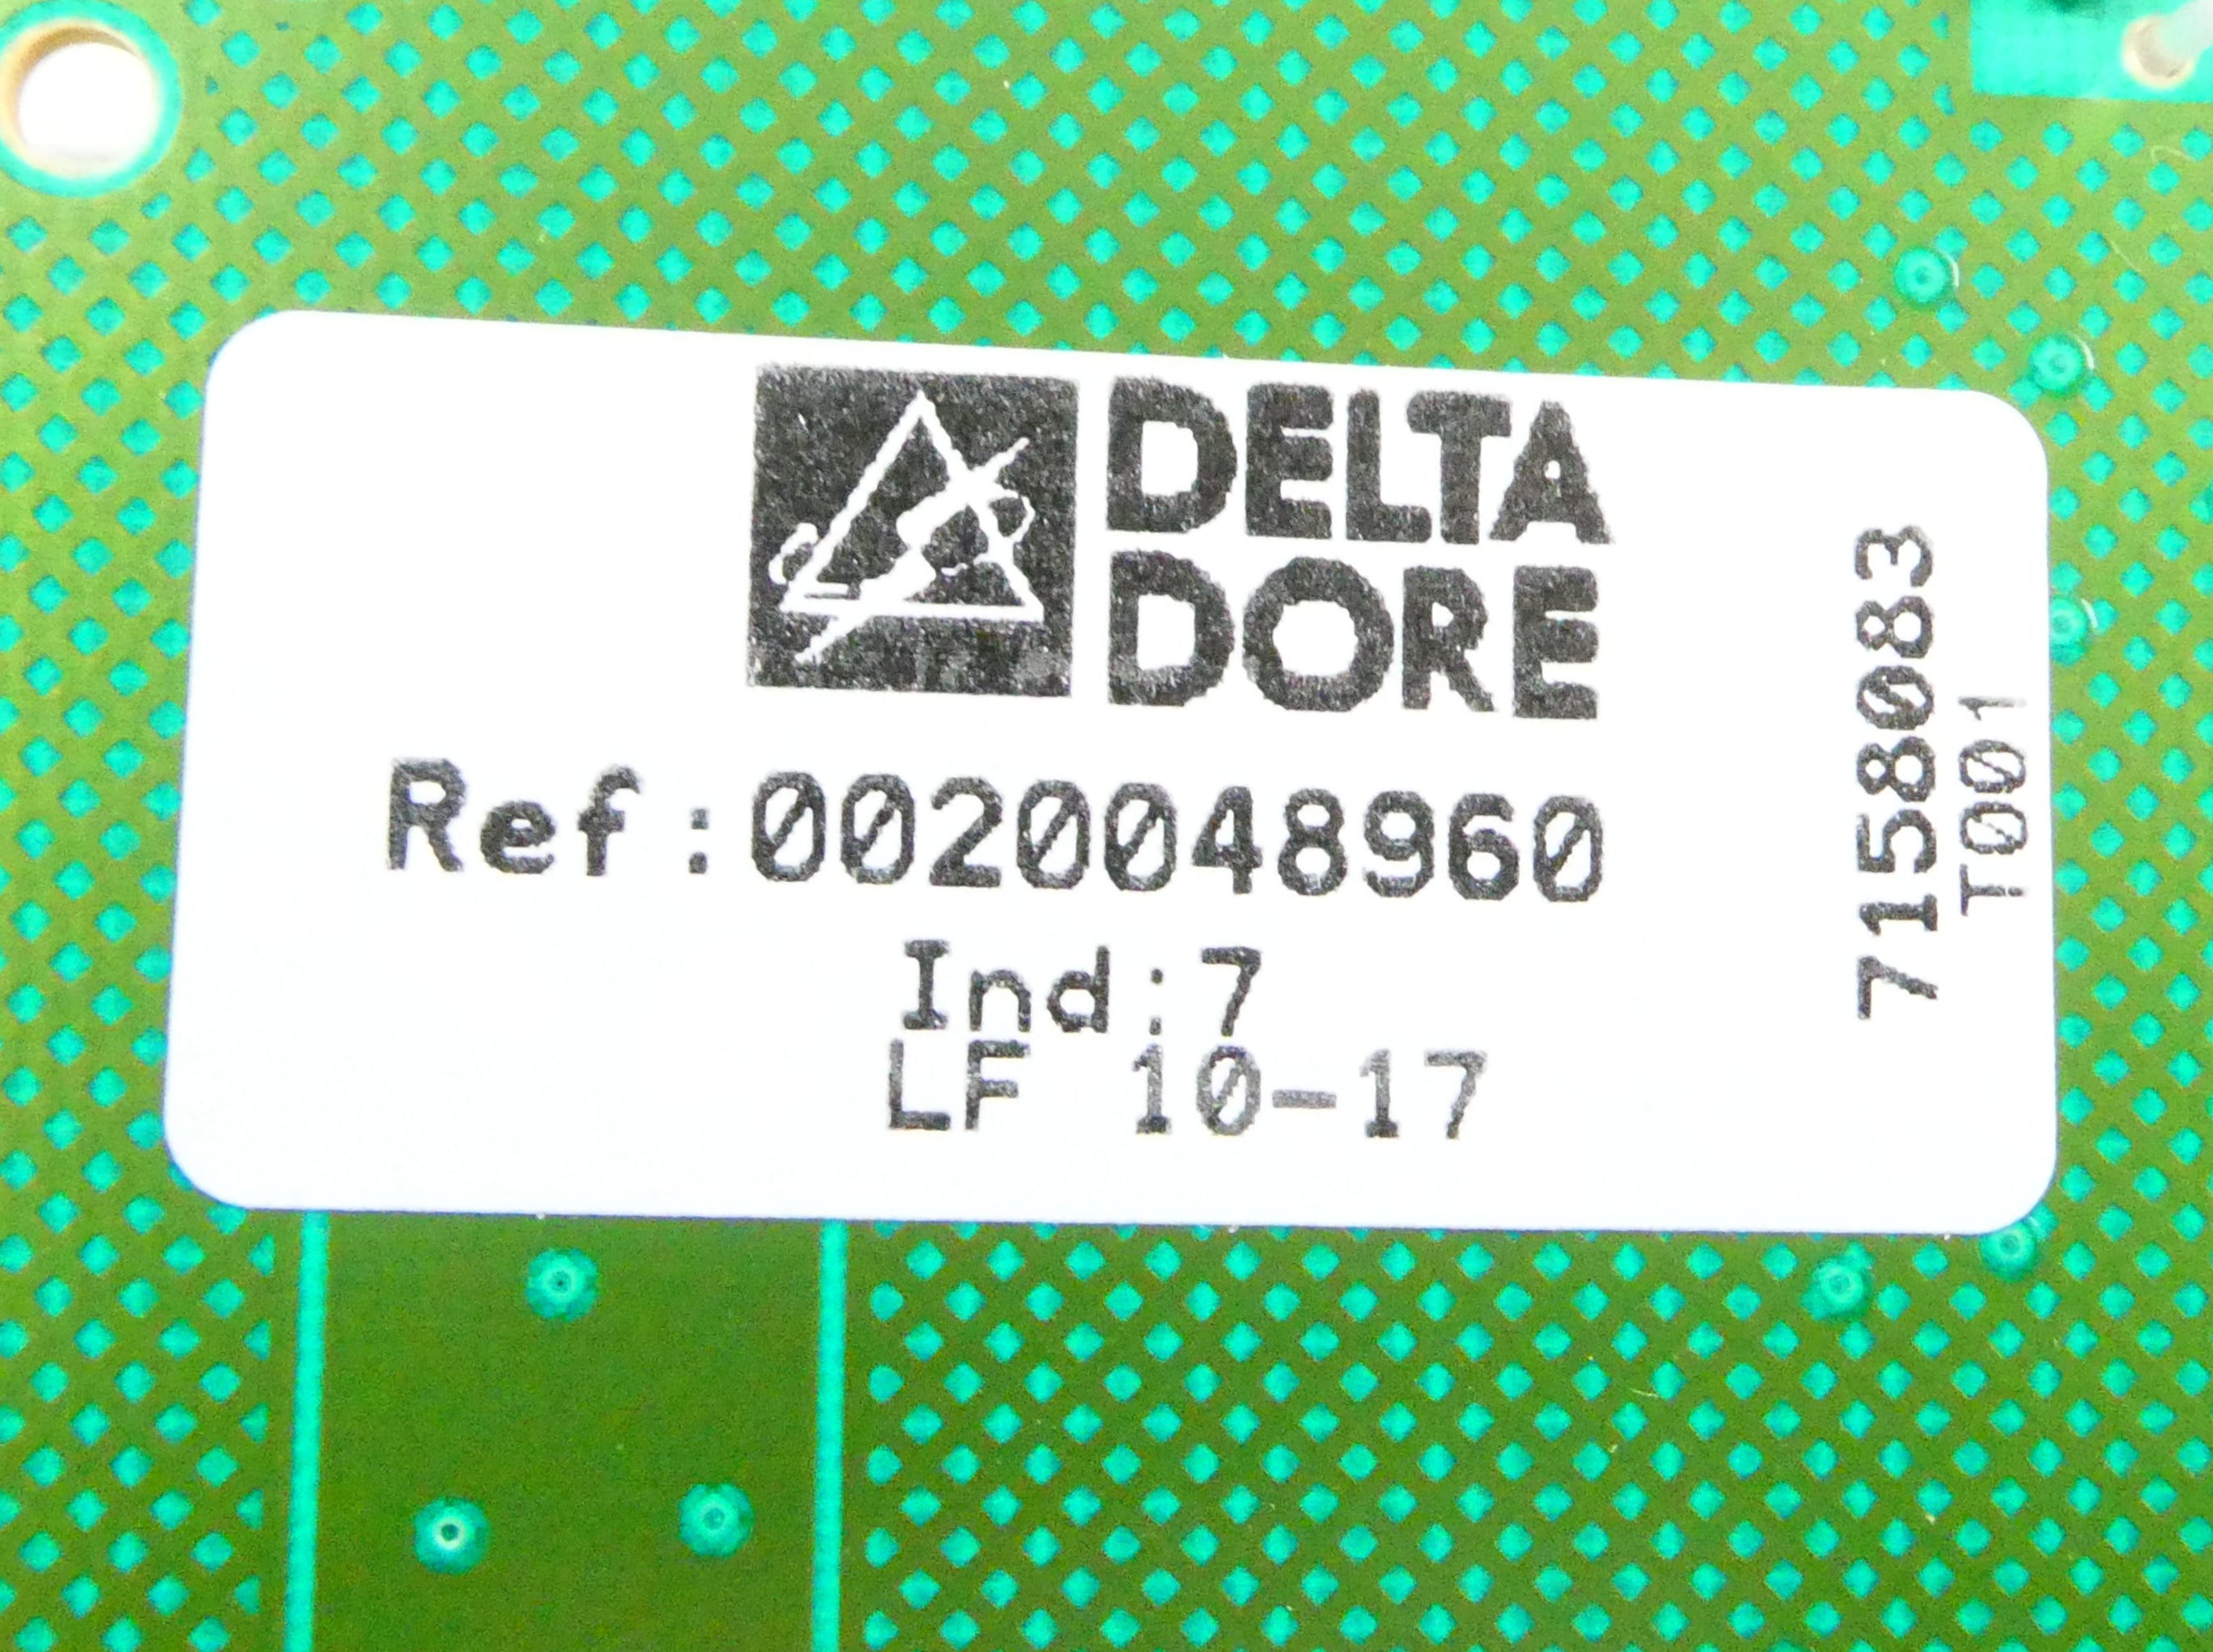 DELTA
DORE
Ref:0020048960
Ind:7
LF 10-17
7158083
T001